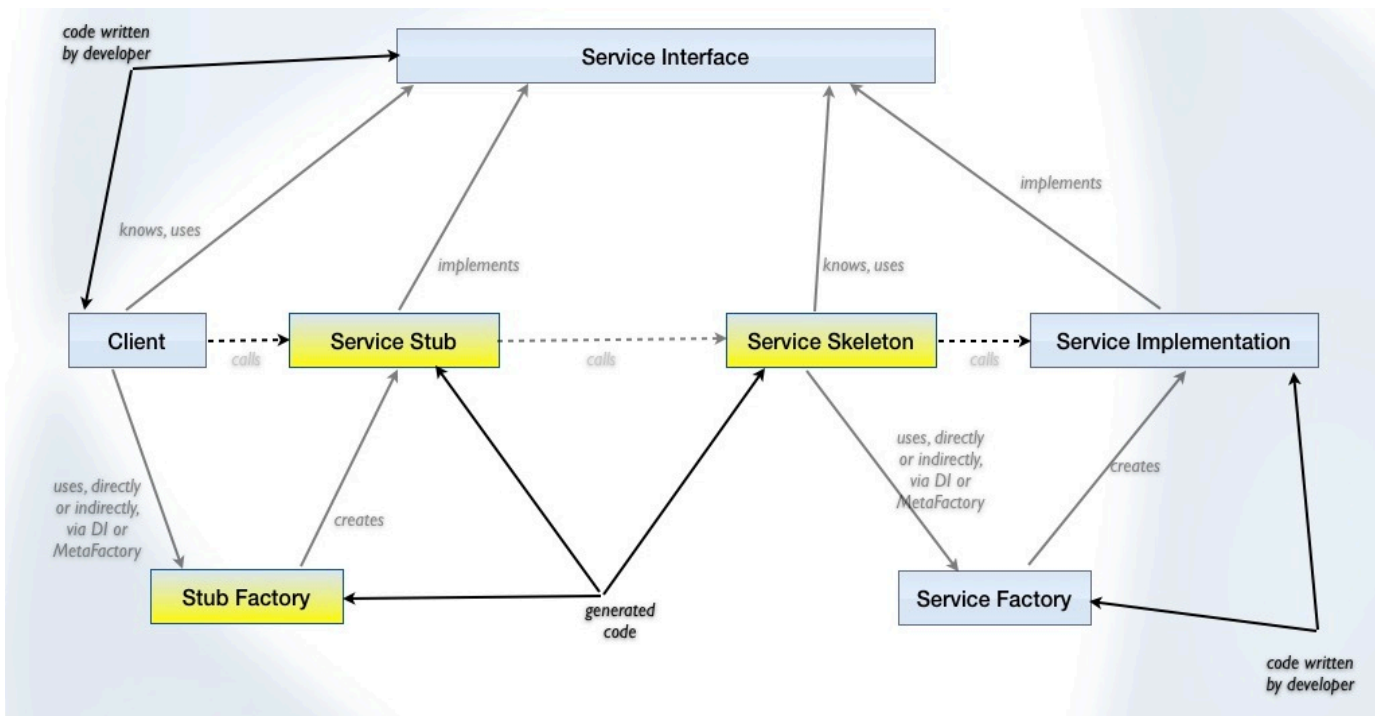 code written
by developer
Service Interface
implements
knows, uses
implements
knows, uses
Client
Service Stub
Service Skeleton
Service Implementation
calls
calls
calls
uses, directly
or indirectly,
via DI or
MetaFactory
creates
uses, directly
or indirectly,
via DI or
MetaFactory
creates
Stub Factory
generated
code
Service Factory
code written
by developer